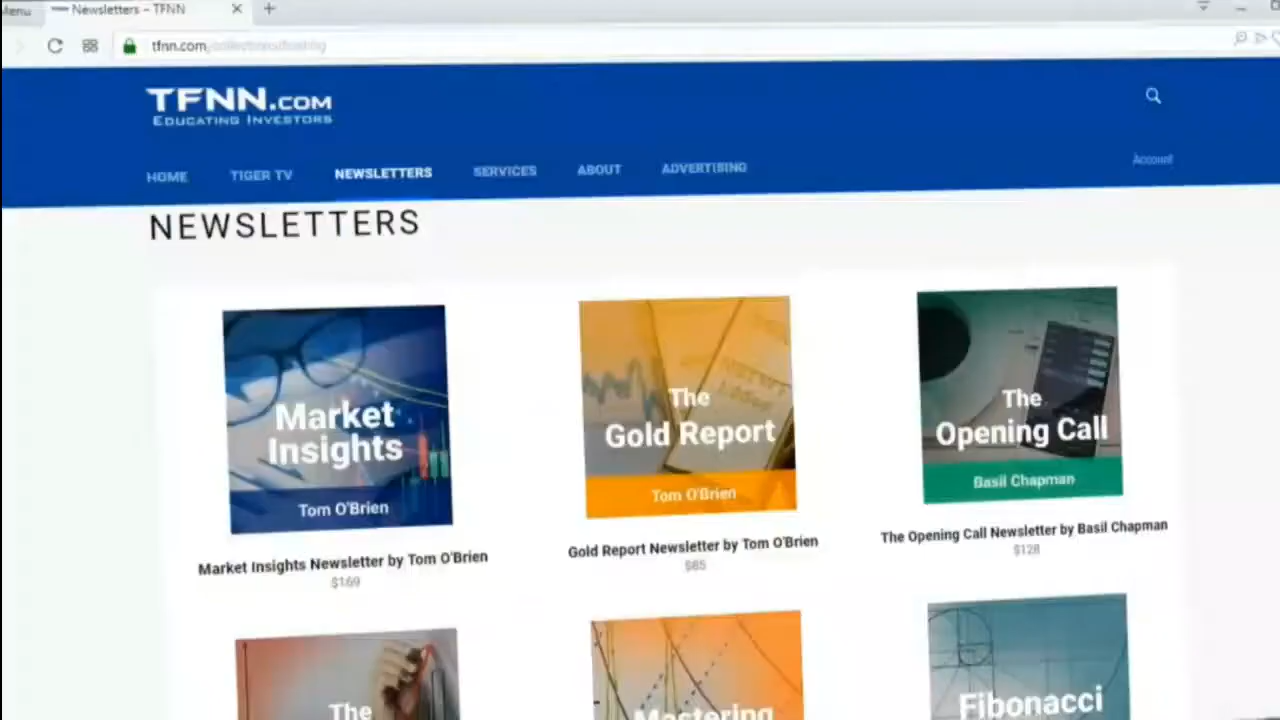 Menu
Newsletters – TFNN
tfnn.com
TFNN.COM
EDUCATING INVESTORS
HOME
TIGER TV
NEWSLETTERS
SERVICES
ABOUT
ADVERTISING
Account
NEWSLETTERS
Market
Insights
Tom O'Brien
Market Insights Newsletter by Tom O'Brien
$169
The
Gold Report
Tom O'Brien
Gold Report Newsletter by Tom O'Brien
The
Opening Call
Basil Chapman
The Opening Call Newsletter by Basil Chapman
$128
The
Mastering
Fibonacci